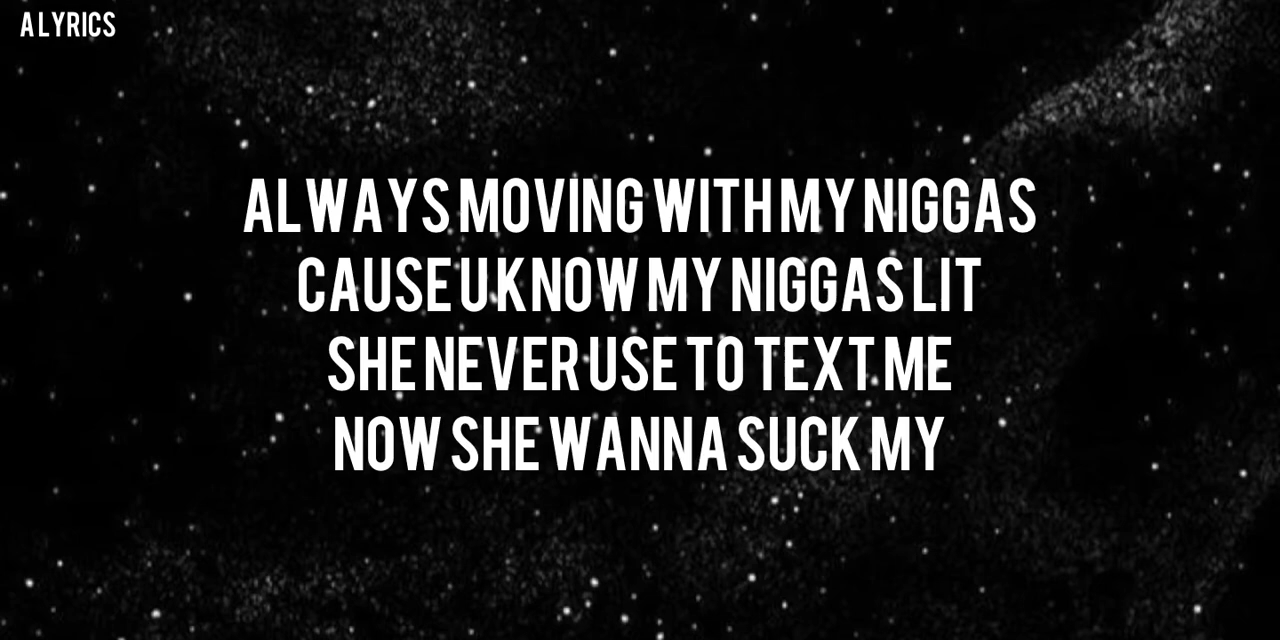 A LYRICS
ALWAYS MOVING WITH MY NIGGAS
CAUSE U KNOW MY NIGGAS LIT
SHE NEVER USE TO TEXT ME
NOW SHE WANNA SUCK MY